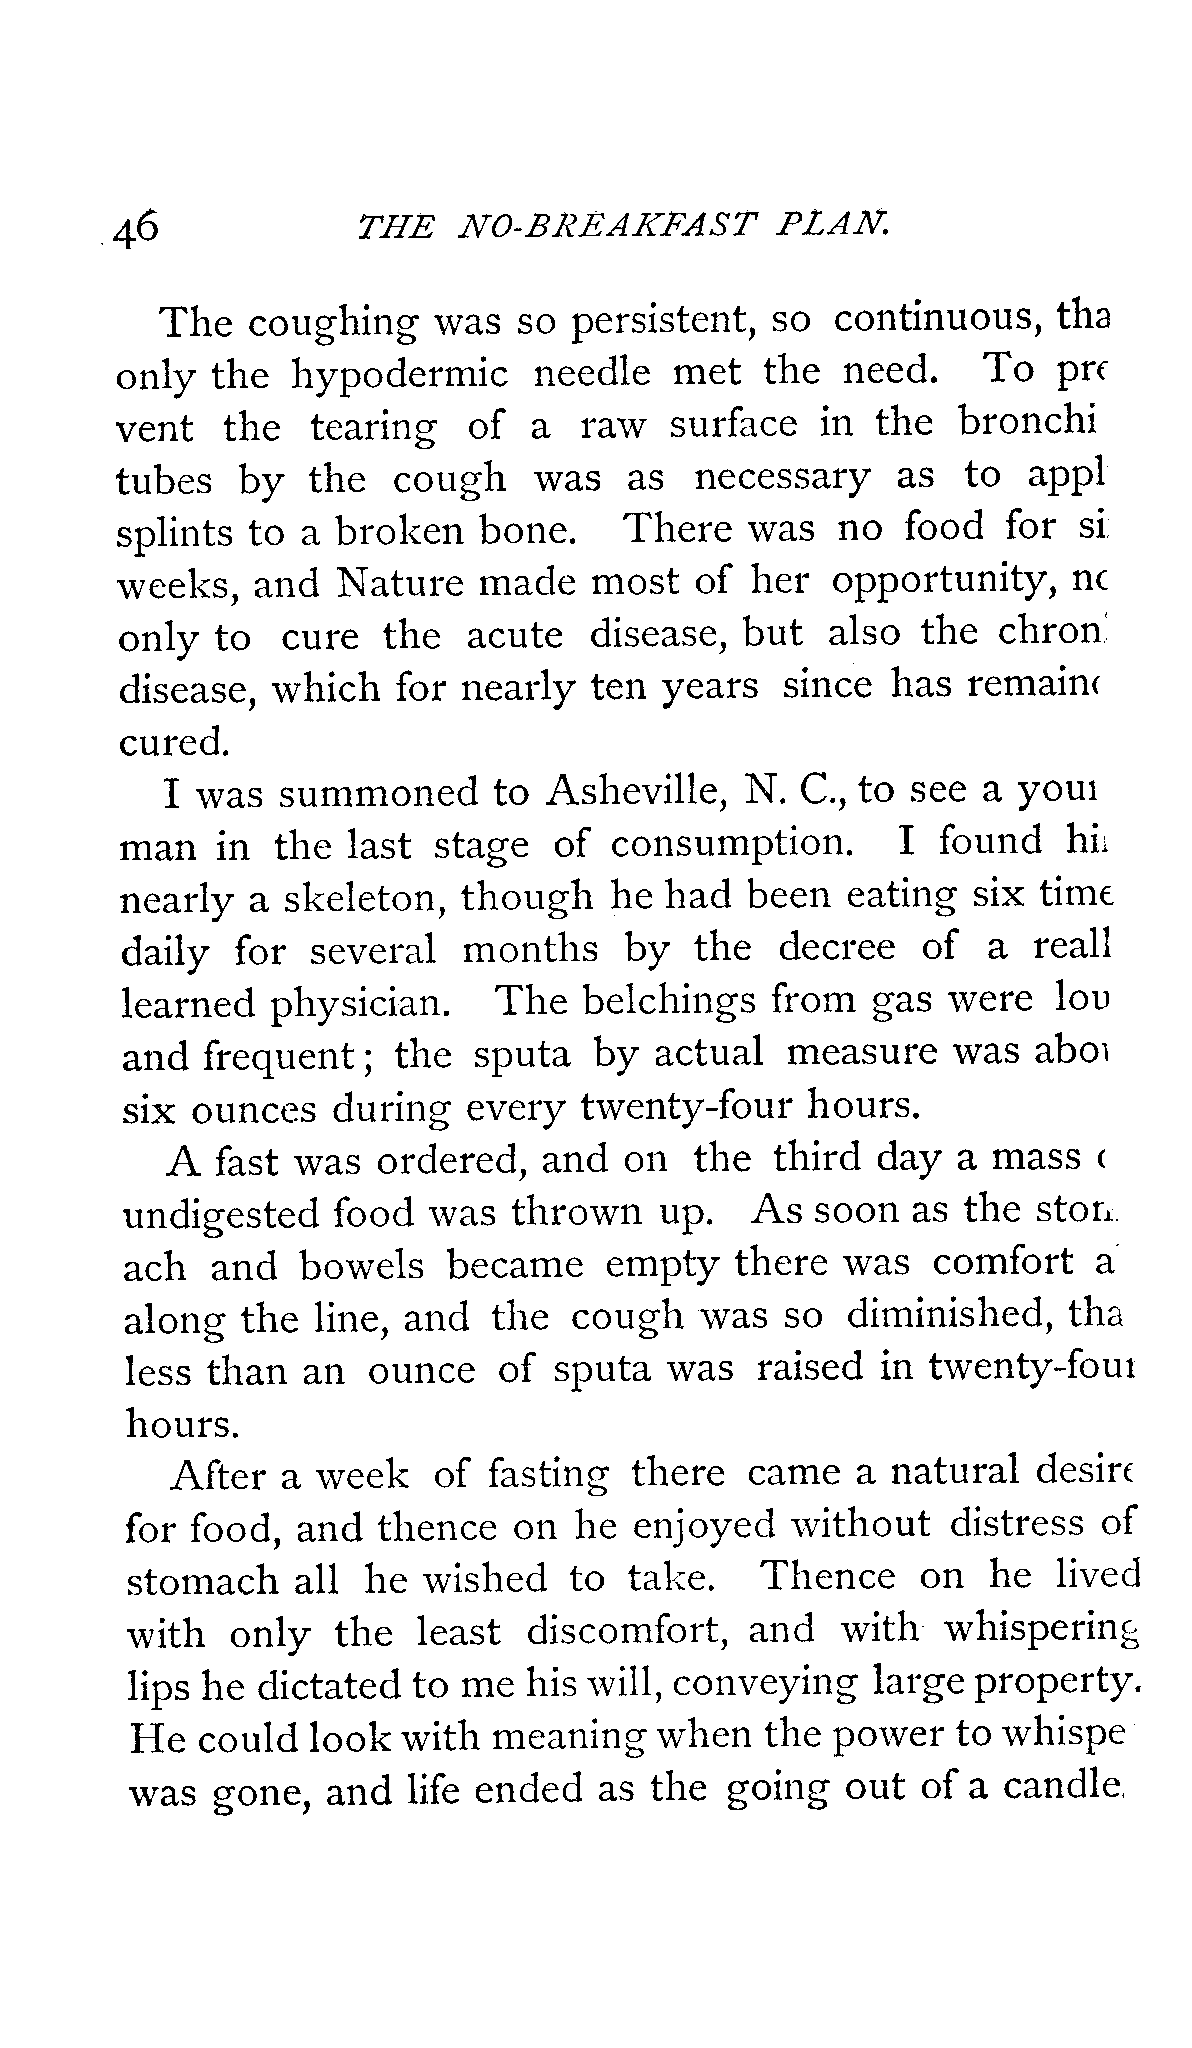 46 THE NO-BREAKFAST PLAN.
The coughing was so persistent, so continuous, tha
only the hypodermic needle met the need. To pre
vent the tearing of a raw surface in the bronchi
tubes by the cough was as necessary as to appl
splints to a broken bone. There was no food for si
weeks, and Nature made most of her opportunity, no
only to cure the acute disease, but also the chron
disease, which for nearly ten years since has remain
cured.
I was summoned to Asheville, N. C., to see a youn
man in the last stage of consumption. I found hi
nearly a skeleton, though he had been eating six time
daily for several months by the decree of a reall
learned physician. The belchings from gas were lou
and frequent; the sputa by actual measure was abou
six ounces during every twenty-four hours.
A fast was ordered, and on the third day a mass
undigested food was thrown up. As soon as the stom
ach and bowels became empty there was comfort a
along the line, and the cough was so diminished, tha
less than an ounce of sputa was raised in twenty-four
hours.
After a week of fasting there came a natural desire
for food, and thence on he enjoyed without distress of
stomach all he wished to take. Thence on he lived
with only the least discomfort, and with whispering
lips he dictated to me his will, conveying large property.
He could look with meaning when the power to whispe
was gone, and life ended as the going out of a candle.